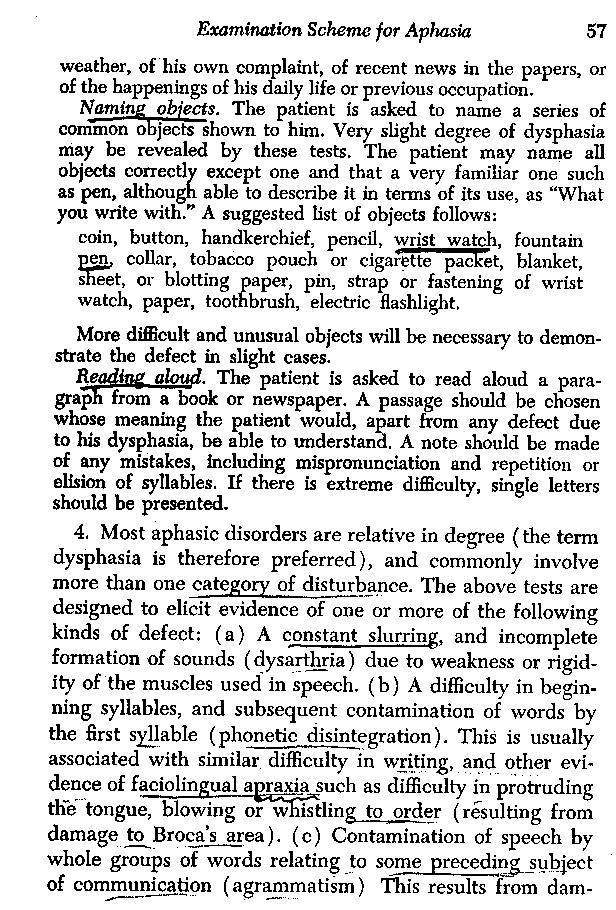 Examination Scheme for Aphasia 57
weather, of his own complaint, of recent news in the papers, or
of the happenings of his daily life or previous occupation.
Naming objects. The patient is asked to name a series of
common objects shown to him. Very slight degree of dysphasia
may be revealed by these tests. The patient may name all
objects correctly except one and that a very familiar one such
as pen, although able to describe it in terms of its use, as "What
you write with." A suggested list of objects follows:
coin, button, handkerchief, pencil, wrist watch, fountain
pen, collar, tobacco pouch or cigarette packet, blanket,
sheet, or blotting paper, pin, strap or fastening of wrist
watch, paper, toothbrush, electric flashlight.
More difficult and unusual objects will be necessary to demon-
strate the defect in slight cases.
Reading aloud. The patient is asked to read aloud a para-
graph from a book or newspaper. A passage should be chosen
whose meaning the patient would, apart from any defect due
to his dysphasia, be able to understand. A note should be made
of any mistakes, including mispronunciation and repetition or
elision of syllables. If there is extreme difficulty, single letters
should be presented.
4. Most aphasic disorders are relative in degree (the term
dysphasia is therefore preferred), and commonly involve
more than one category of disturbance. The above tests are
designed to elicit evidence of one or more of the following
kinds of defect: (a) A constant slurring, and incomplete
formation of sounds (dysarthria) due to weakness or rigid-
ity of the muscles used in speech. (b) A difficulty in begin-
ning syllables, and subsequent contamination of words by
the first syllable (phonetic disintegration). This is usually
associated with similar difficulty in writing, and other evi-
dence of faciolingual apraxia such as difficulty in protruding
the tongue, blowing or whistling to order (resulting from
damage to Broca's area). (c) Contamination of speech by
whole groups of words relating to some preceding subject
of communication (agrammatism) This results from dam-